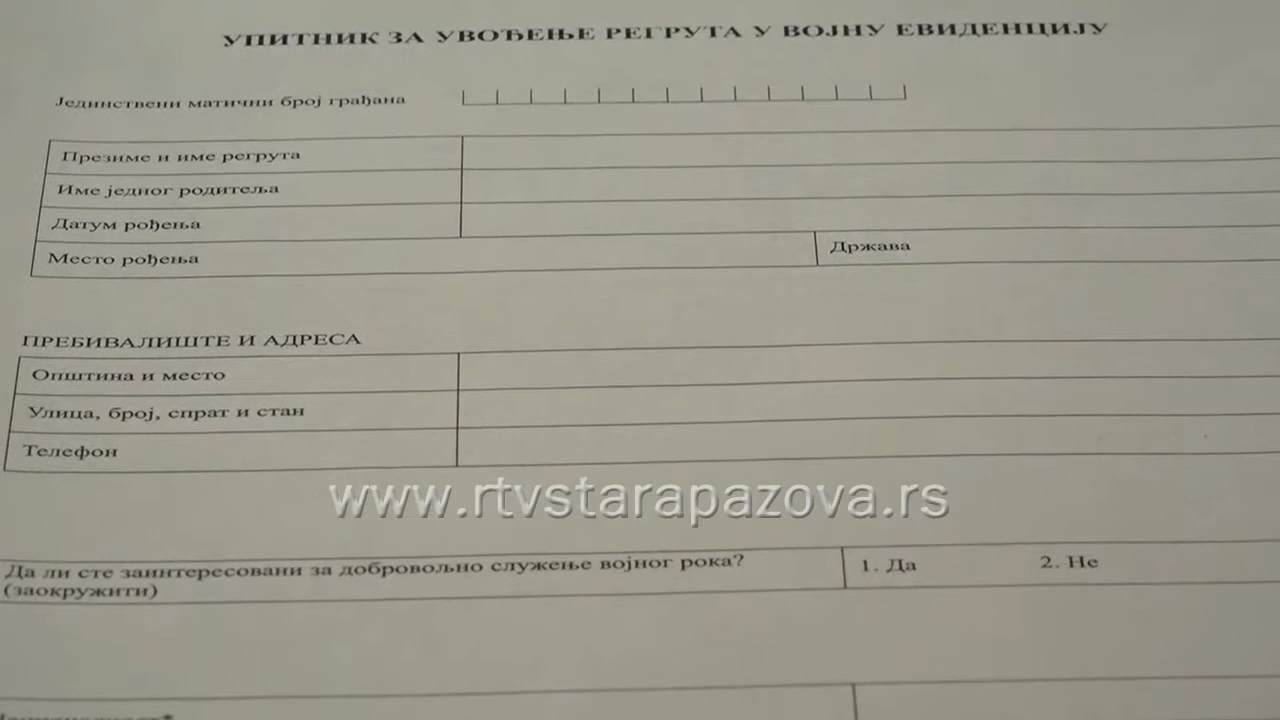 УПИТНИК ЗА УВОЂЕЊЕ РЕГРУТА У ВОЈНУ ЕВИДЕНЦИЈУ
Јединствени матични број грађана
Презиме и име регрута
Име једног родитеља
Датум рођења
Место рођења Држава
ПРЕБИВАЛИШТЕ И АДРЕСА
Општина и место
Улица, број, спрат и стан
Телефон
www.rtvstarapazova.rs
Да ли сте заинтересовани за добровољно служење војног рока? 1. Да 2. Не
(заокружити)